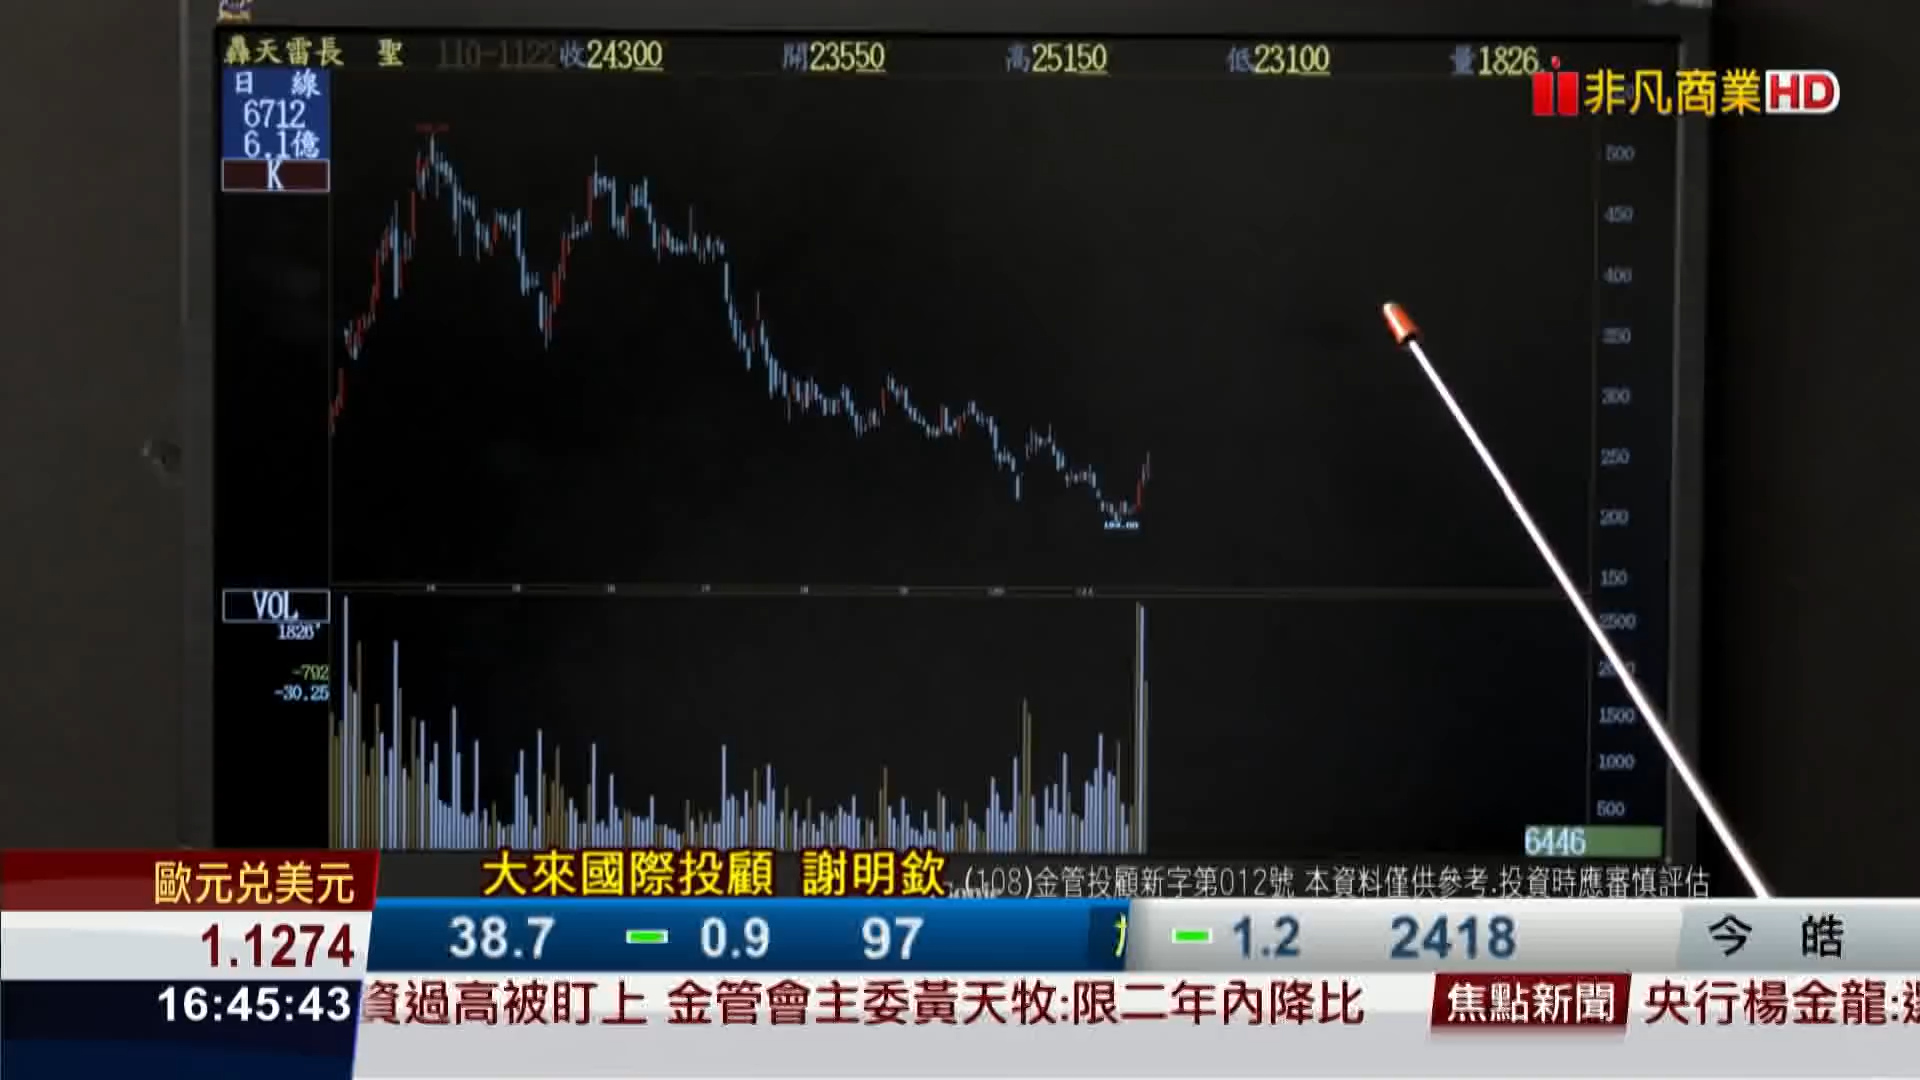 轟天雷長 聖 110-1122收24300 開23550 高25150 低23100 量1826
非凡商業HD
日 線
6712
6.1億
K
500
450
400
350
300
250
200
150
VOL
1826
-792
-30.25
2500
1500
1000
500
6446
歐元兌美元
1.1274
16:45:43
大來國際投顧 謝明欽
(108)金管投顧新字第012號 本資料僅供參考.投資時應審慎評估
38.7 0.9 97 1.2 2418 今 皓
資過高被盯上 金管會主委黃天牧:限二年內降比 焦點新聞 央行楊金龍: